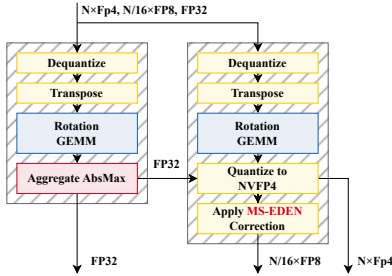 N×Fp4, N/16×FP8, FP32
Dequantize
Transpose
Rotation
GEMM
Aggregate AbsMax
FP32
FP32
Dequantize
Transpose
Rotation
GEMM
Quantize to
NVFP4
Apply MS-EDEN
Correction
N/16×FP8
N×Fp4